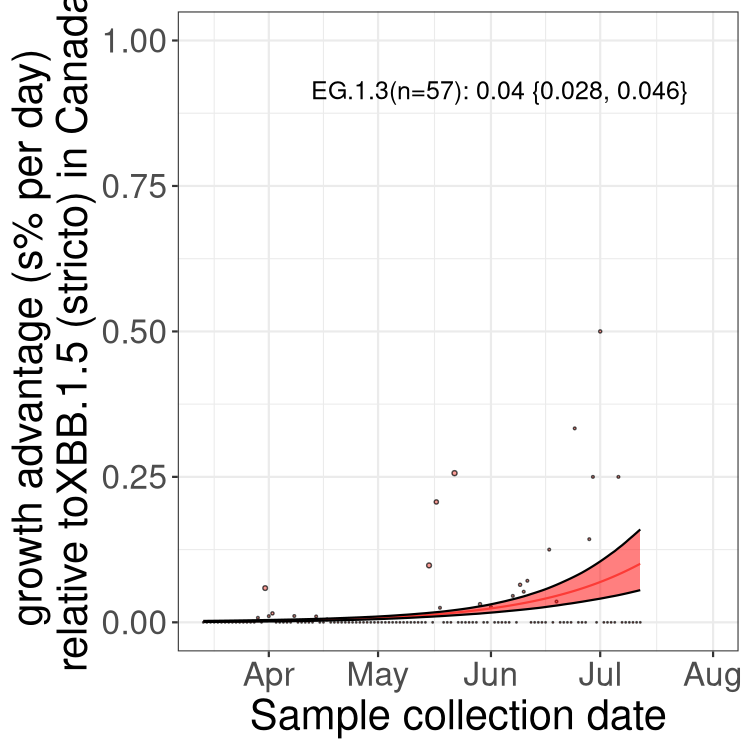 growth advantage (s% per day)
relative toXBB.1.5 (stricto) in Canada
1.00
0.75
0.50
0.25
0.00
EG.1.3(n=57): 0.04 {0.028, 0.046}
Apr
May
Jun
Jul
Aug
Sample collection date